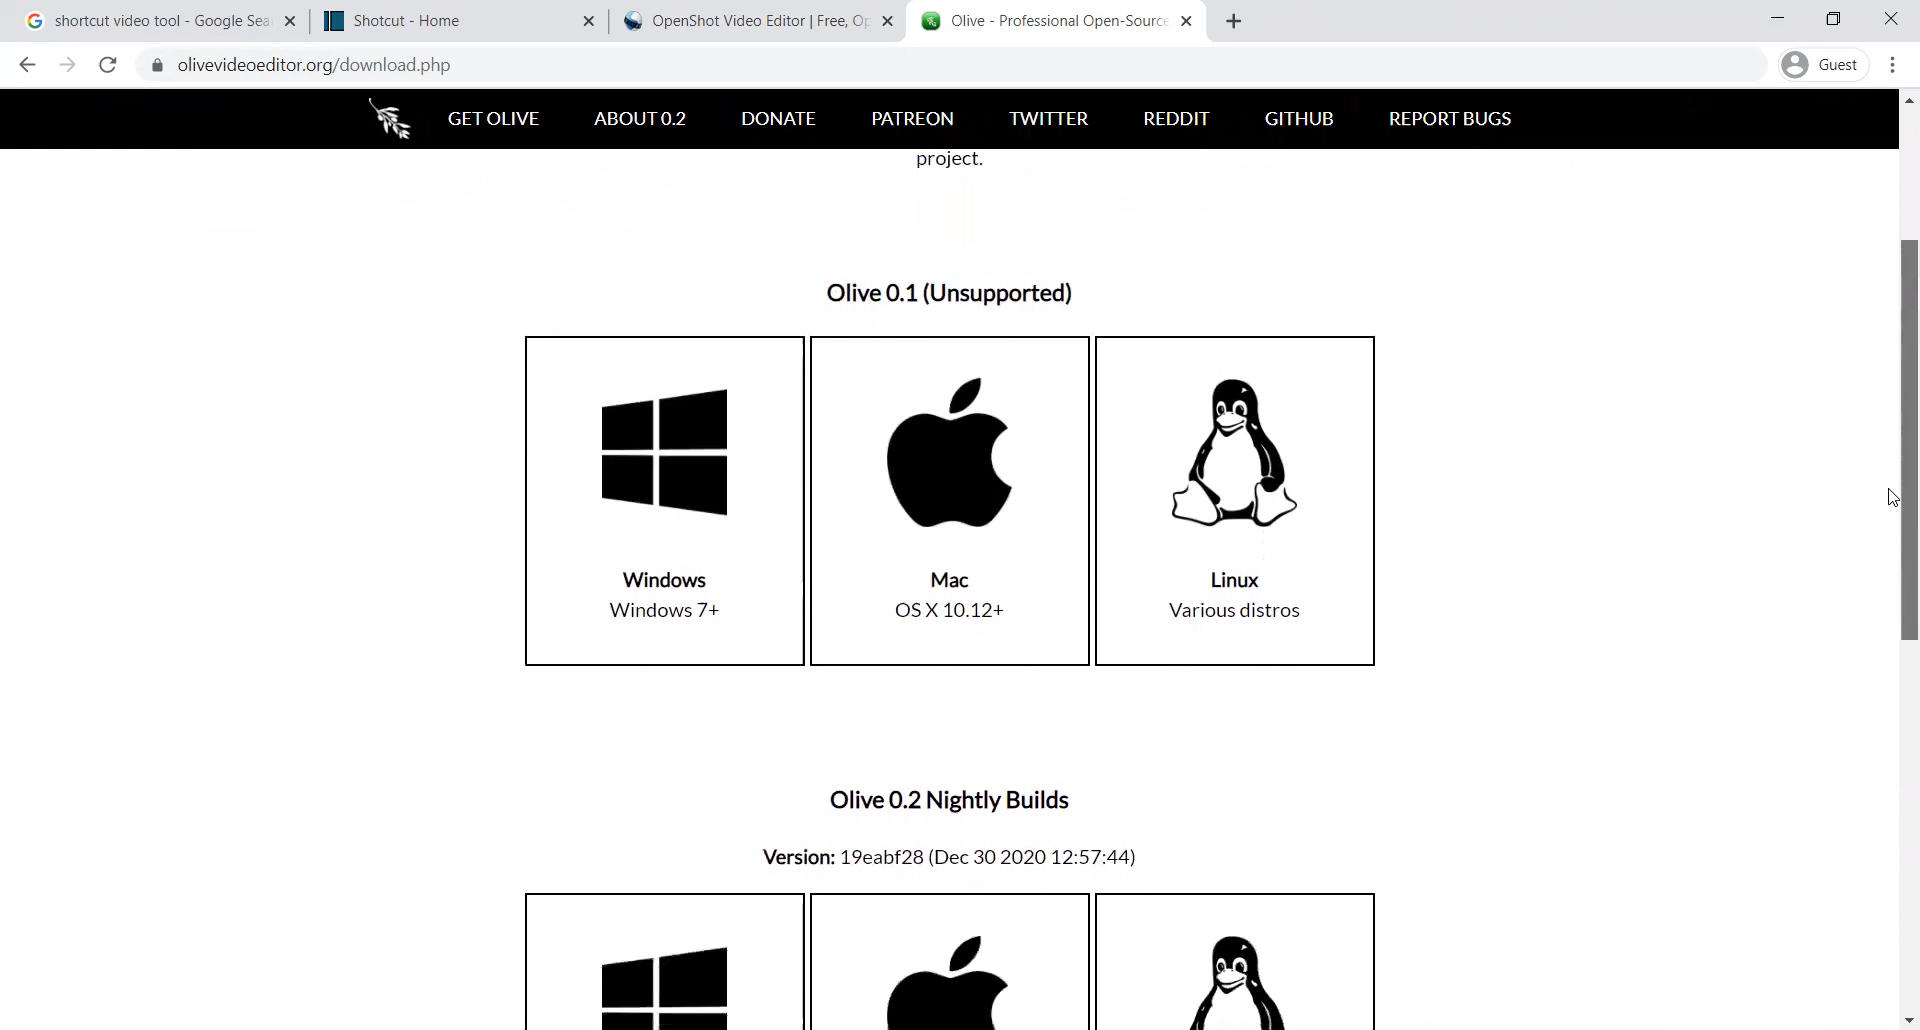 shortcut video tool - Google Sea
Shotcut - Home
OpenShot Video Editor | Free, Op
Olive - Professional Open-Source
olivevideoeditor.org/download.php
Guest
GET OLIVE
ABOUT 0.2
DONATE
PATREON
TWITTER
REDDIT
GITHUB
REPORT BUGS
project.
Olive 0.1 (Unsupported)
Windows
Windows 7+
Mac
OS X 10.12+
Linux
Various distros
Olive 0.2 Nightly Builds
Version: 19eabf28 (Dec 30 2020 12:57:44)